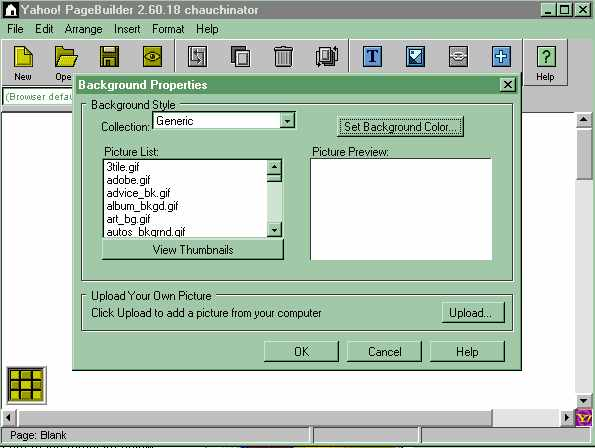 Yahoo! PageBuilder 2.60.18 chauchinator
File Edit Arrange Insert Format Help
New Ope Help
(Browser defau
Background Properties
Background Style
Collection: Generic
Set Background Color...
Picture List:
Picture Preview:
3tile.gif
adobe.gif
advice_bk.gif
album_bkgd.gif
art_bg.gif
autos_bkgrnd.gif
View Thumbnails
Upload Your Own Picture
Click Upload to add a picture from your computer
Upload...
OK Cancel Help
Page: Blank